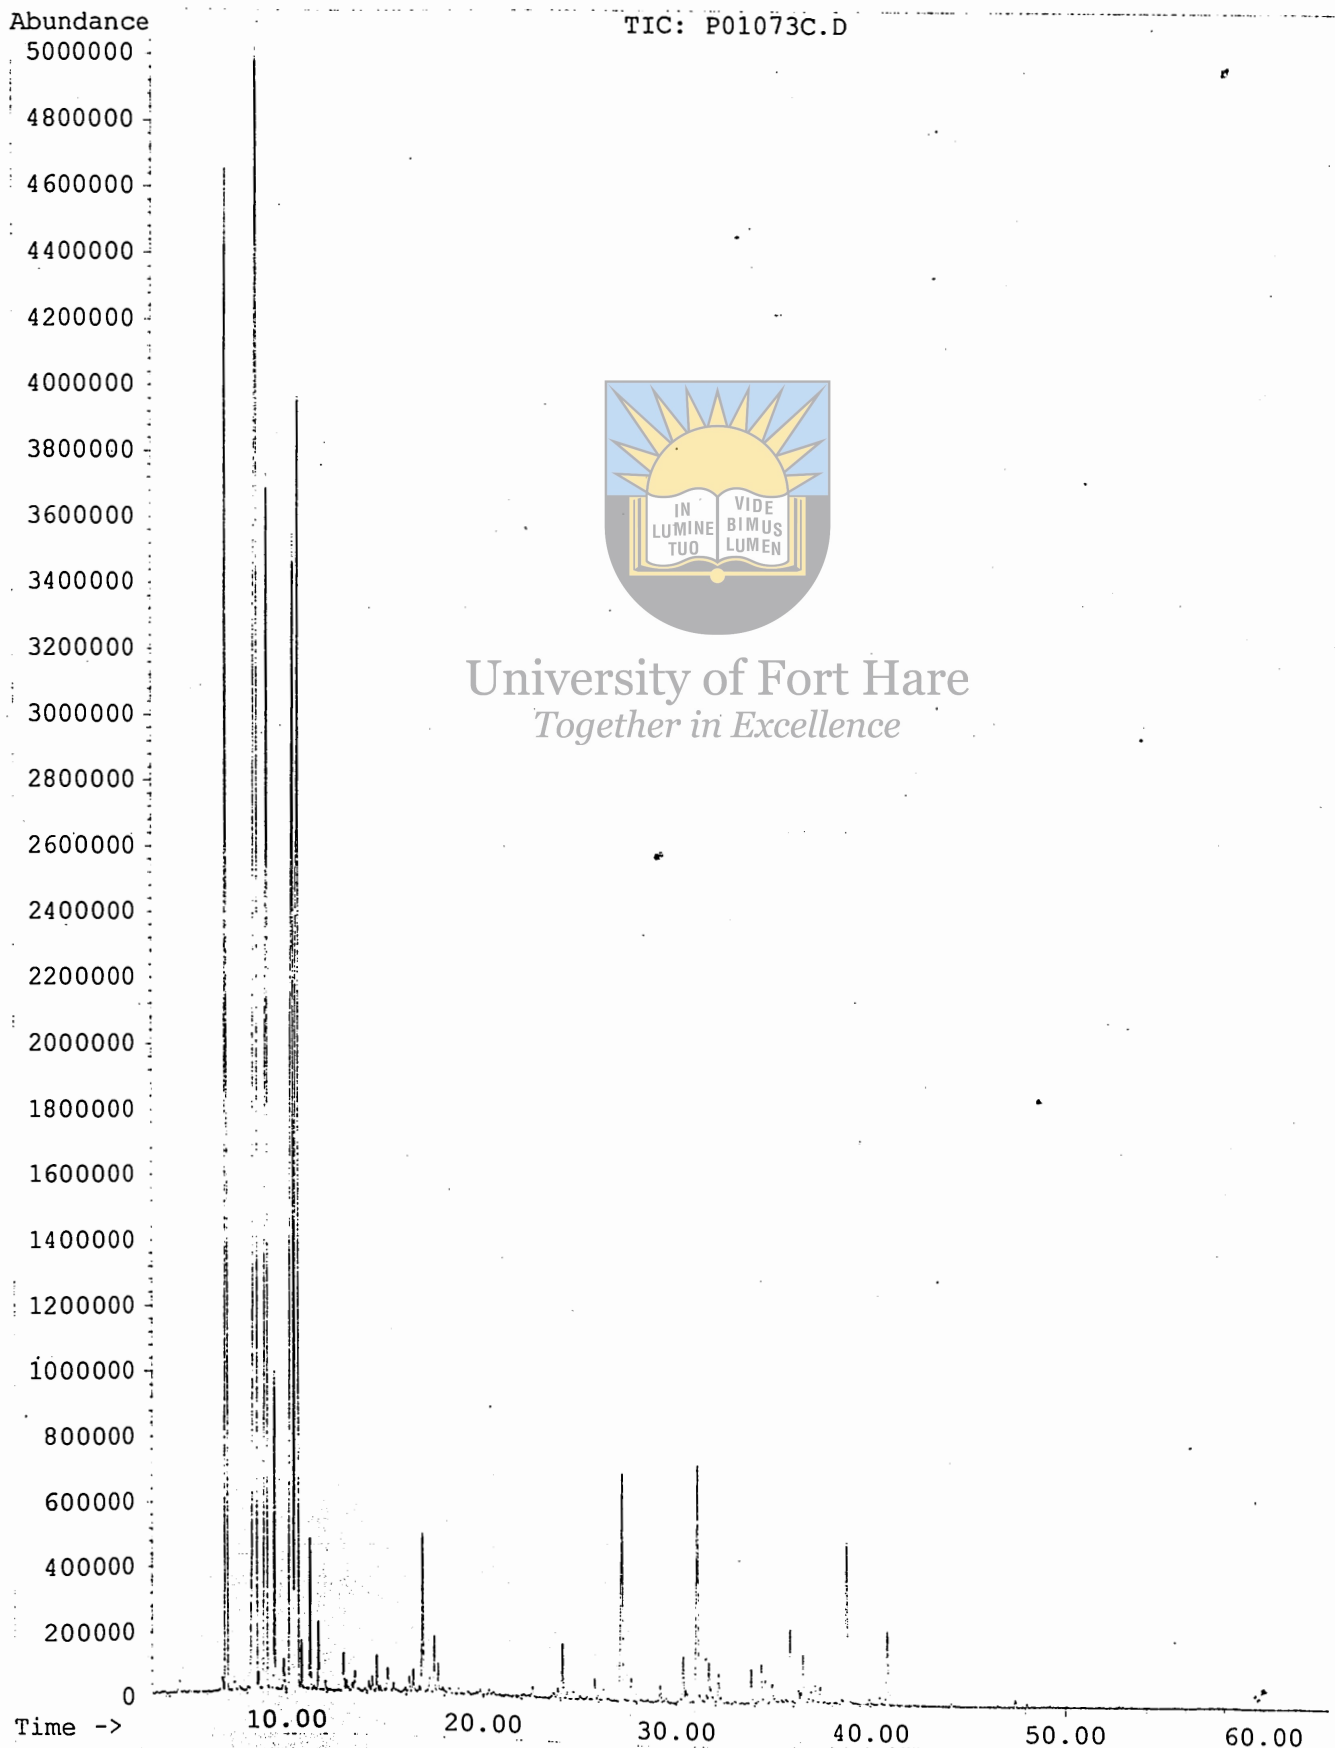 Abundance
TIC: P01073C.D
5000000
4800000
4600000
4400000
4200000
4000000
3800000
3600000
3400000
3200000
3000000
2800000
2600000
2400000
2200000
2000000
1800000
1600000
1400000
1200000
1000000
800000
600000
400000
200000
0
IN
LUMINE
TUO
VIDE
BIMUS
LUMEN
University of Fort Hare
Together in Excellence
Time -> 10.00 20.00 30.00 40.00 50.00 60.00